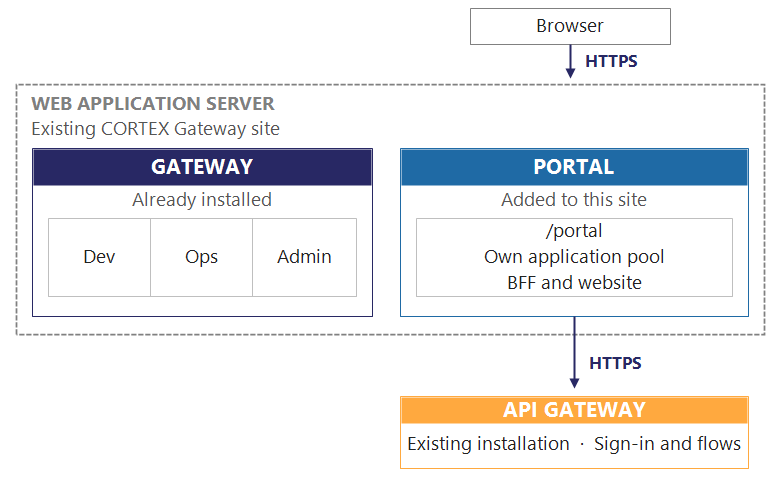 Browser
HTTPS
WEB APPLICATION SERVER
Existing CORTEX Gateway site
GATEWAY
Already installed
Dev
Ops
Admin
PORTAL
Added to this site
/portal
Own application pool
BFF and website
HTTPS
API GATEWAY
Existing installation · Sign-in and flows